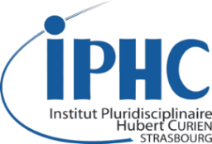 iPHC
Institut Pluridisciplinaire
Hubert CURIEN
STRASBOURG